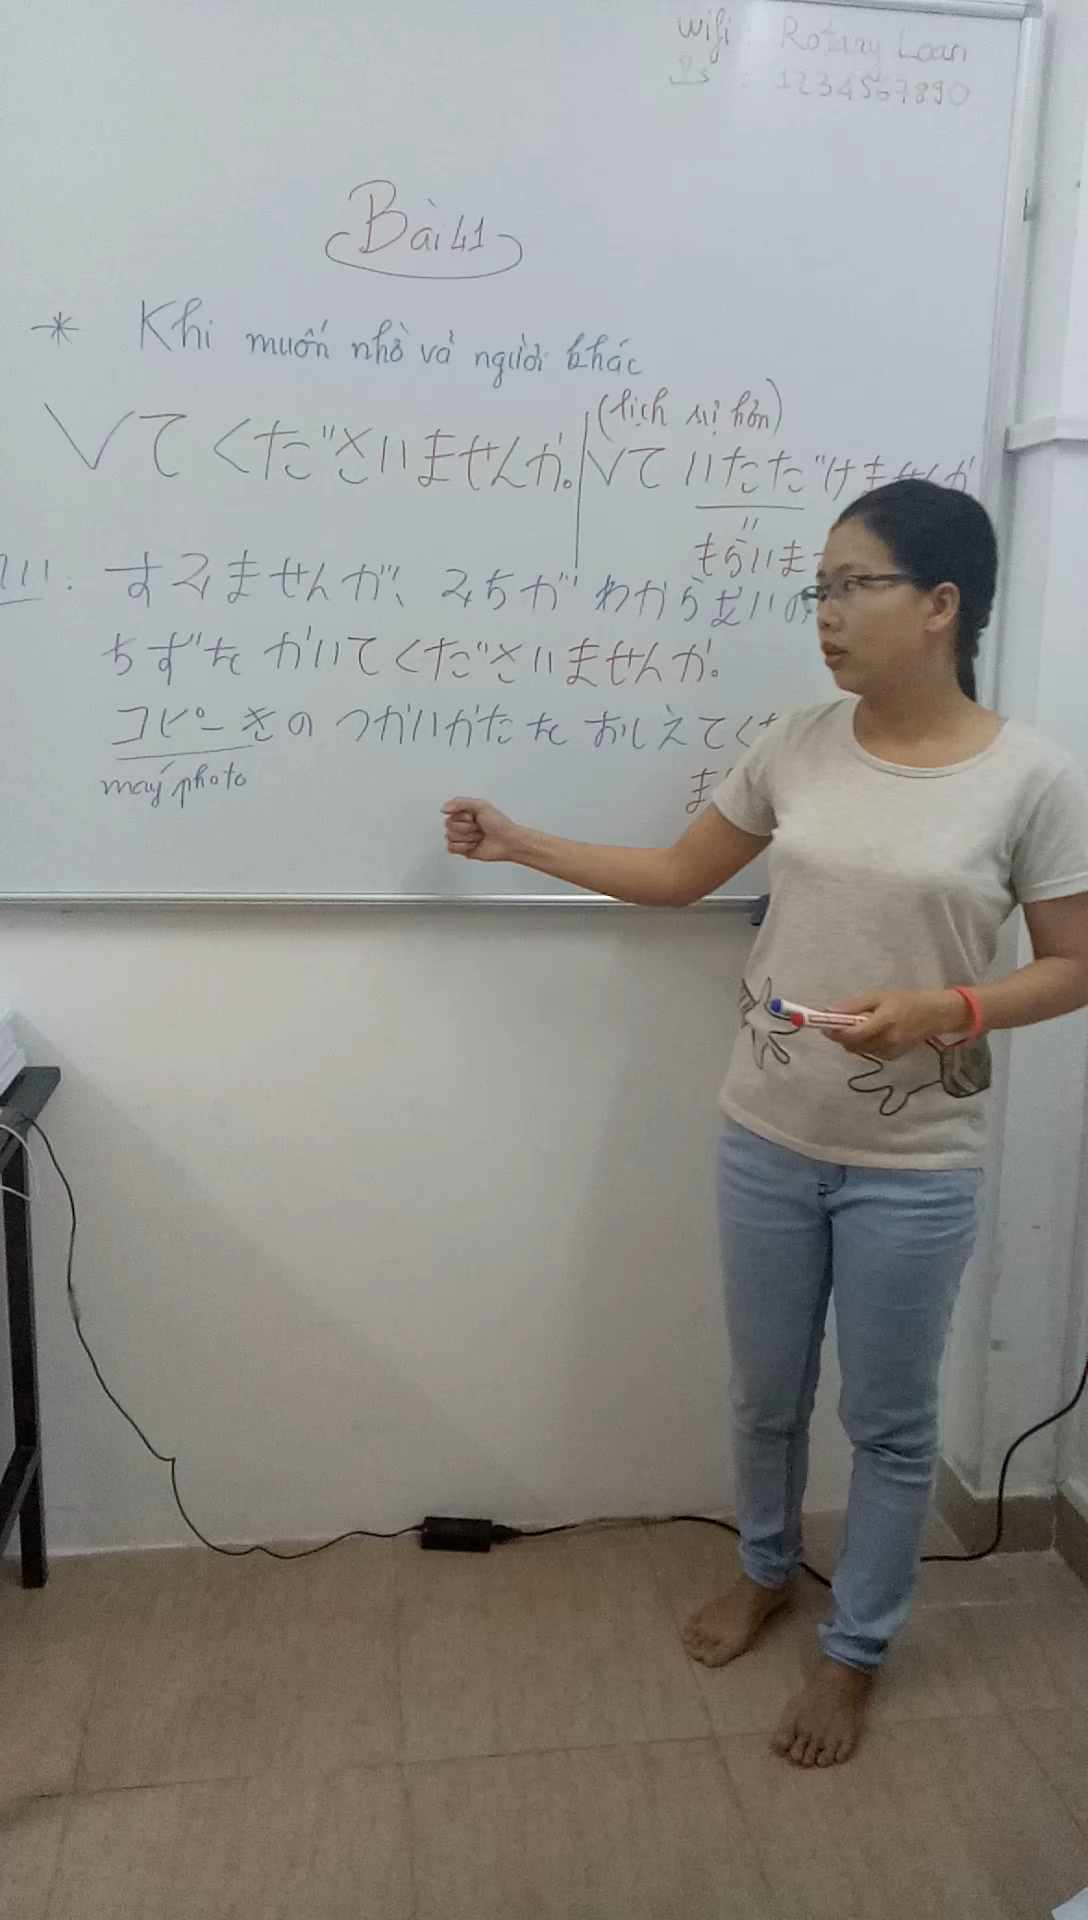 wifi : Rotary Loan
Ps : 1234567890
Bài 41
* Khi muốn nhờ vả người khác
(lịch sự hơn)
Vてくださいませんか。 Vて いただけませんか
"
もらいま
すみませんが、みちが わからないの
ちずを かいてくださいませんか。
コピーきの つかいかたを おしえてくだ
máy photo
ま